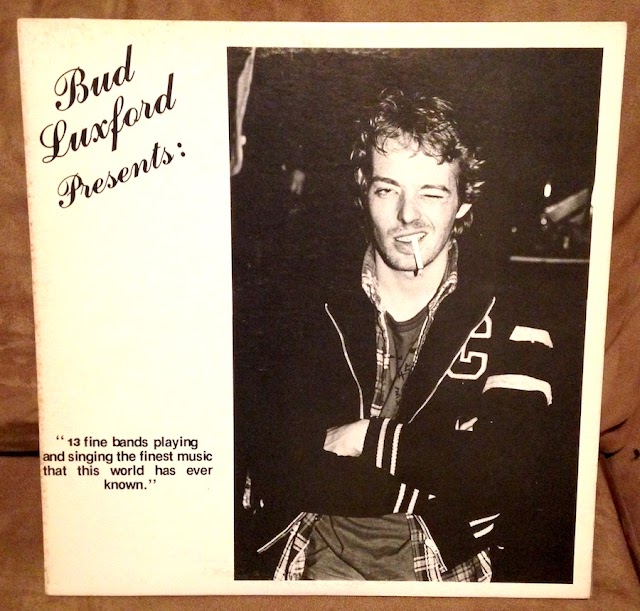 Bud
Luxford
Presents:
“13 fine bands playing
and singing the finest music
that this world has ever
known.”